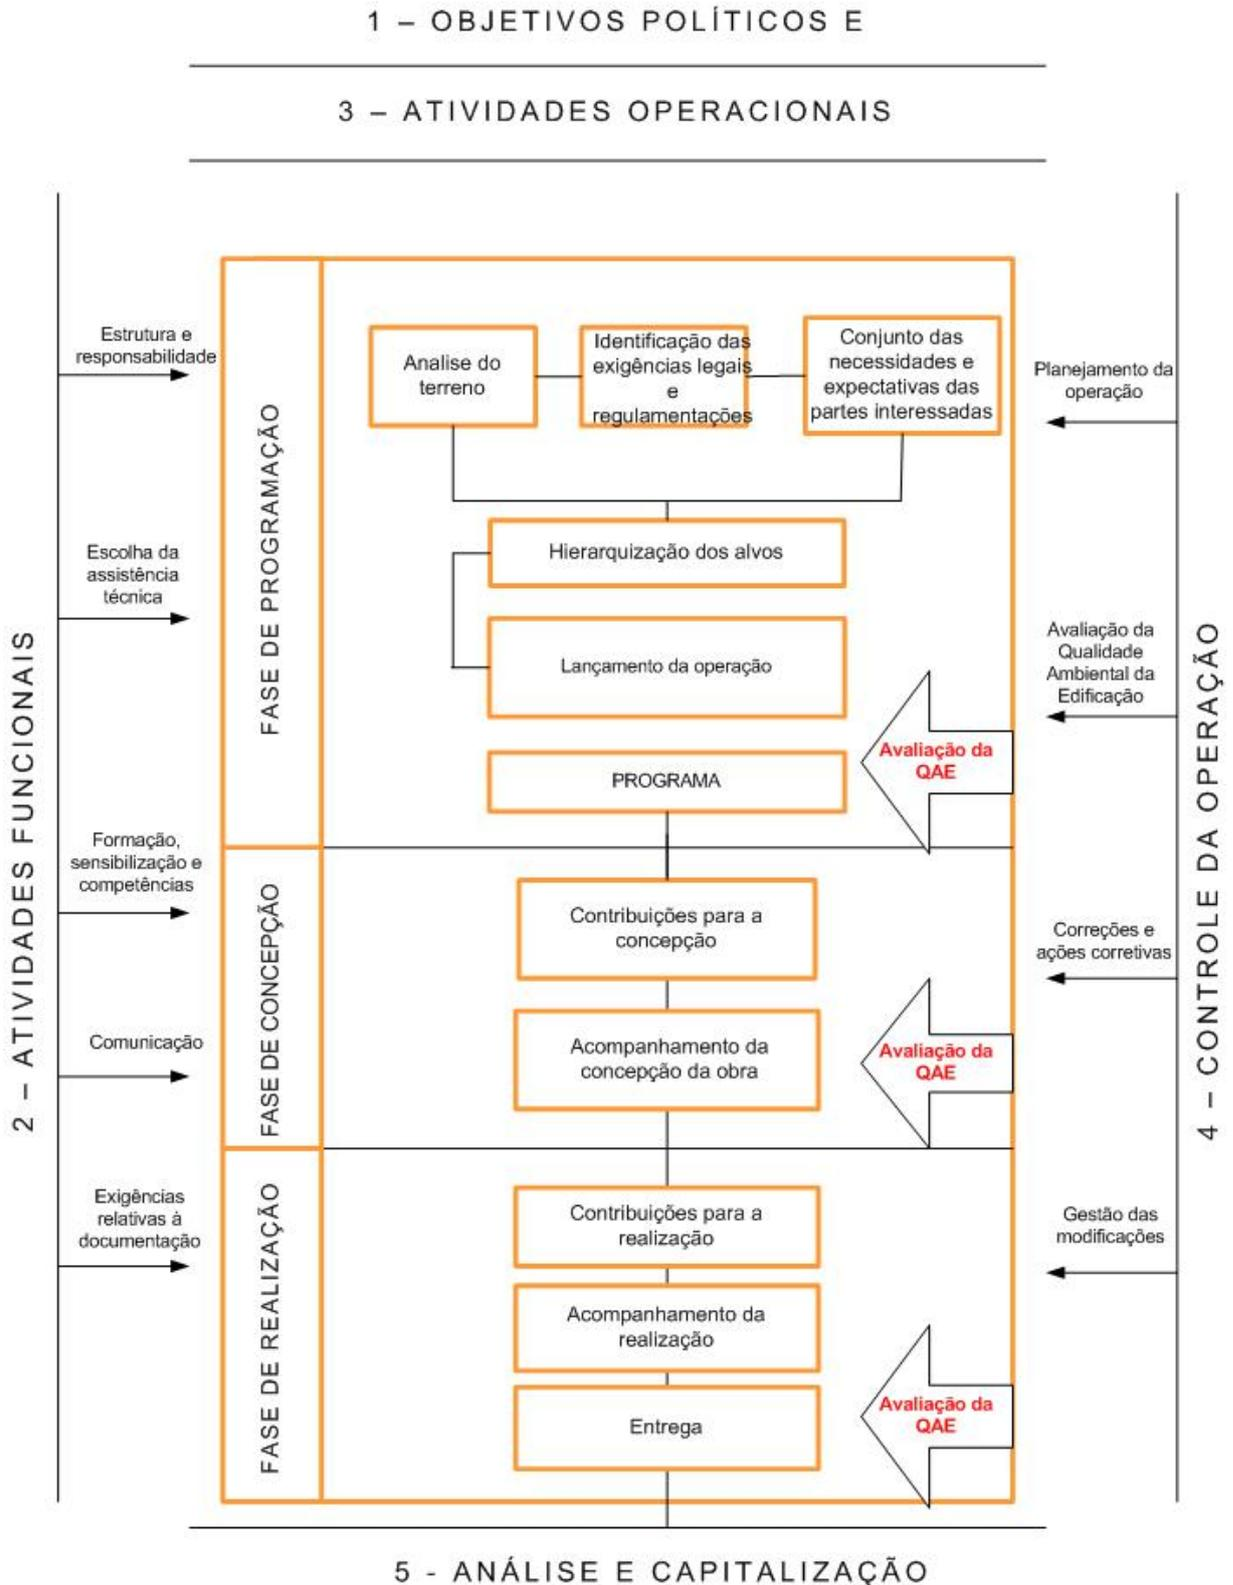 1 – OBJETIVOS POLÍTICOS E
3 – ATIVIDADES OPERACIONAIS
2 – ATIVIDADES FUNCIONAIS
Estrutura e
responsabilidade
Escolha da
assistência
técnica
Formação,
sensibilização e
competências
Comunicação
Exigências
relativas à
documentação
FASE DE PROGRAMAÇÃO
Analise do
terreno
Identificação das
exigências legais
e
regulamentações
Conjunto das
necessidades e
expectativas das
partes interessadas
Hierarquização dos alvos
Lançamento da operação
PROGRAMA
Avaliação da
QAE
FASE DE CONCEPÇÃO
Contribuições para a
concepção
Acompanhamento da
concepção da obra
Avaliação da
QAE
FASE DE REALIZAÇÃO
Contribuições para a
realização
Acompanhamento da
realização
Entrega
Avaliação da
QAE
Planejamento da
operação
Avaliação da
Qualidade
Ambiental da
Edificação
Correções e
ações corretivas
Gestão das
modificações
4 – CONTROLE DA OPERAÇÃO
5 - ANÁLISE E CAPITALIZAÇÃO